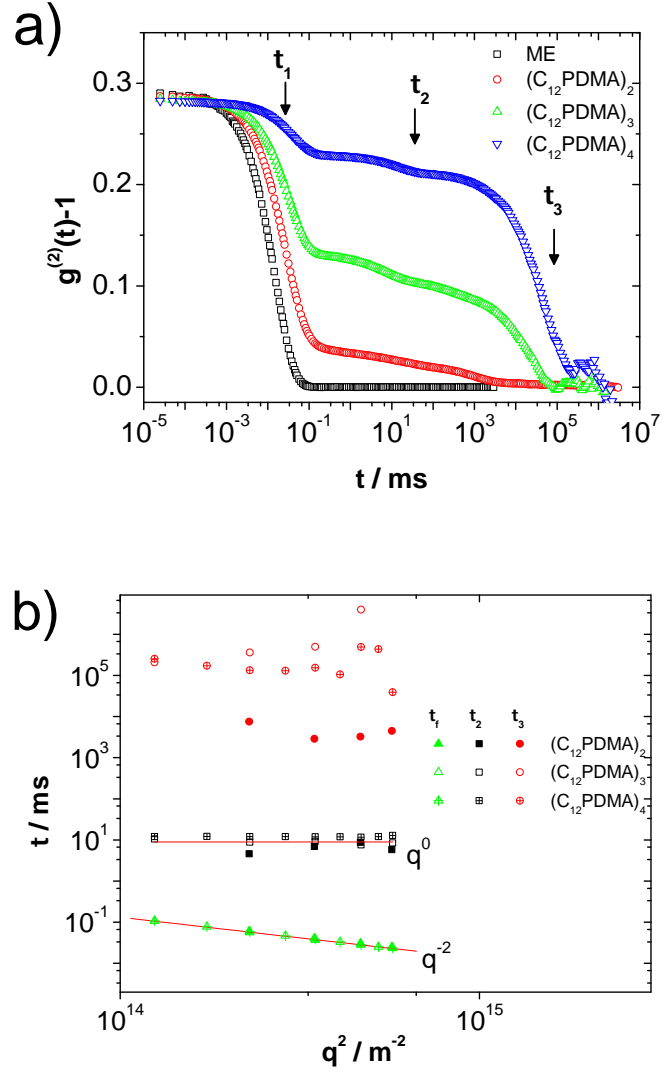 a)
t₁
t₂
t₃
ME
(C₁₂PDMA)₂
(C₁₂PDMA)₃
(C₁₂PDMA)₄
0.3
0.2
0.1
0.0
g⁽²⁾(t)-1
10⁻⁵ 10⁻³ 10⁻¹ 10¹ 10³ 10⁵ 10⁷
t / ms
b)
10⁵
10³
10¹
10⁻¹
t / ms
t_f t₂ t₃
(C₁₂PDMA)₂
(C₁₂PDMA)₃
(C₁₂PDMA)₄
q⁰
q⁻²
10¹⁴ 10¹⁵
q² / m⁻²